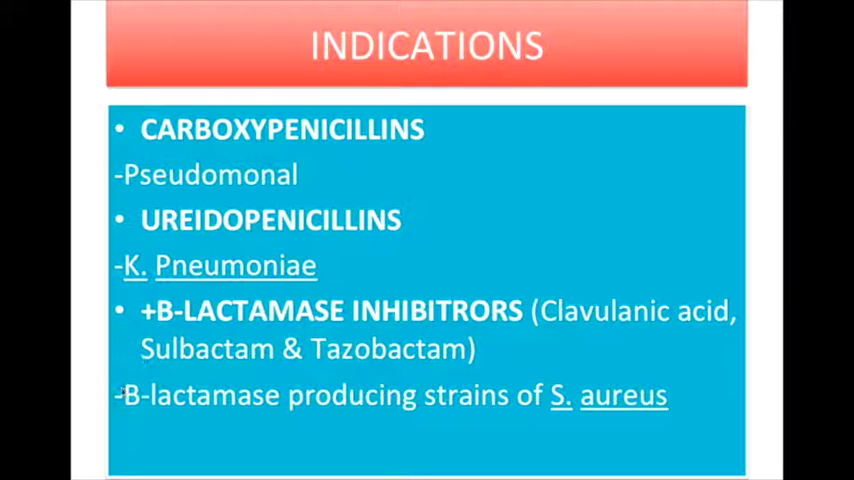 INDICATIONS
• CARBOXYPENICILLINS
-Pseudomonal
• UREIDOPENICILLINS
-K. Pneumoniae
• +B-LACTAMASE INHIBITRORS (Clavulanic acid,
Sulbactam & Tazobactam)
-B-lactamase producing strains of S. aureus